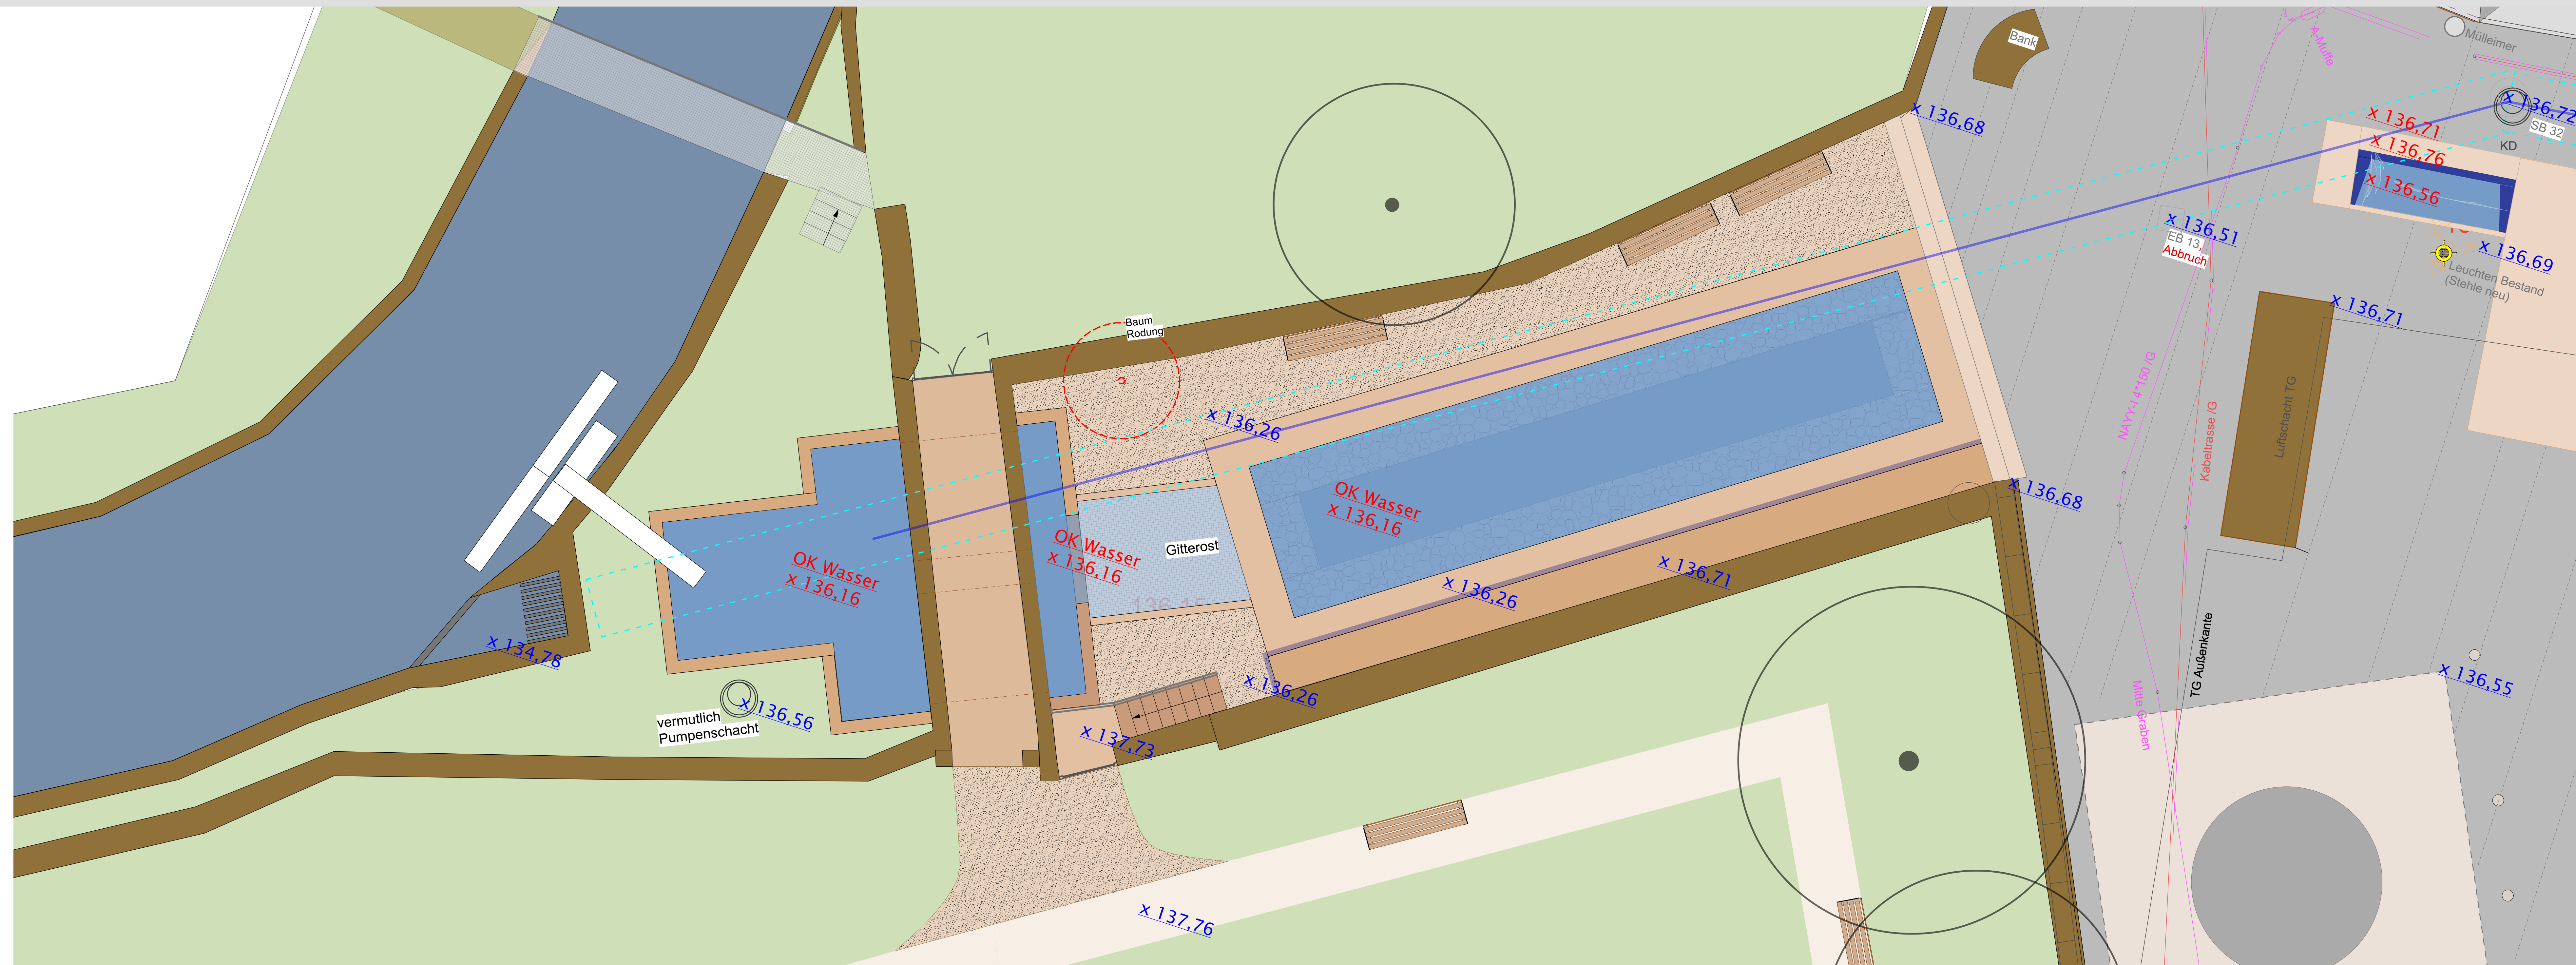 Bank
A-Muffe
Mülleimer
x 136,72
SB 32
KD
x 136,71
x 136,76
x 136,56
x 136,68
x 136,51
EB 13,
Abbruch
x 136,69
Leuchten Bestand
(Stehle neu)
x 136,71
Luftschacht TG
NAYY-I 4*150 /G
Kabeltrasse /G
Baum
Rodung
x 136,26
OK Wasser
x 136,16
OK Wasser
x 136,16
OK Wasser
x 136,16
Gitterost
136,15
x 136,68
x 136,71
x 136,26
x 136,26
x 134,78
x 136,56
vermutlich
Pumpenschacht
x 137,73
TG Außenkante
Mitte Graben
x 136,55
x 137,76